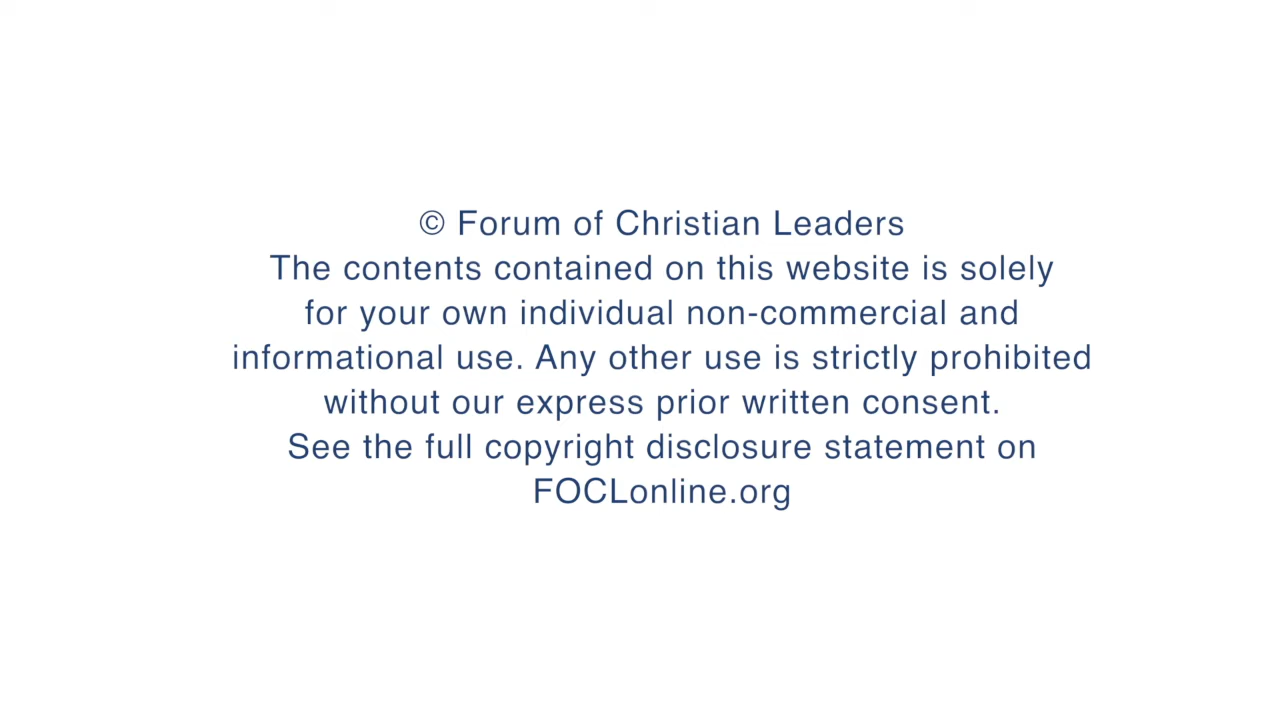 © Forum of Christian Leaders
The contents contained on this website is solely
for your own individual non-commercial and
informational use. Any other use is strictly prohibited
without our express prior written consent.
See the full copyright disclosure statement on
FOCLonline.org